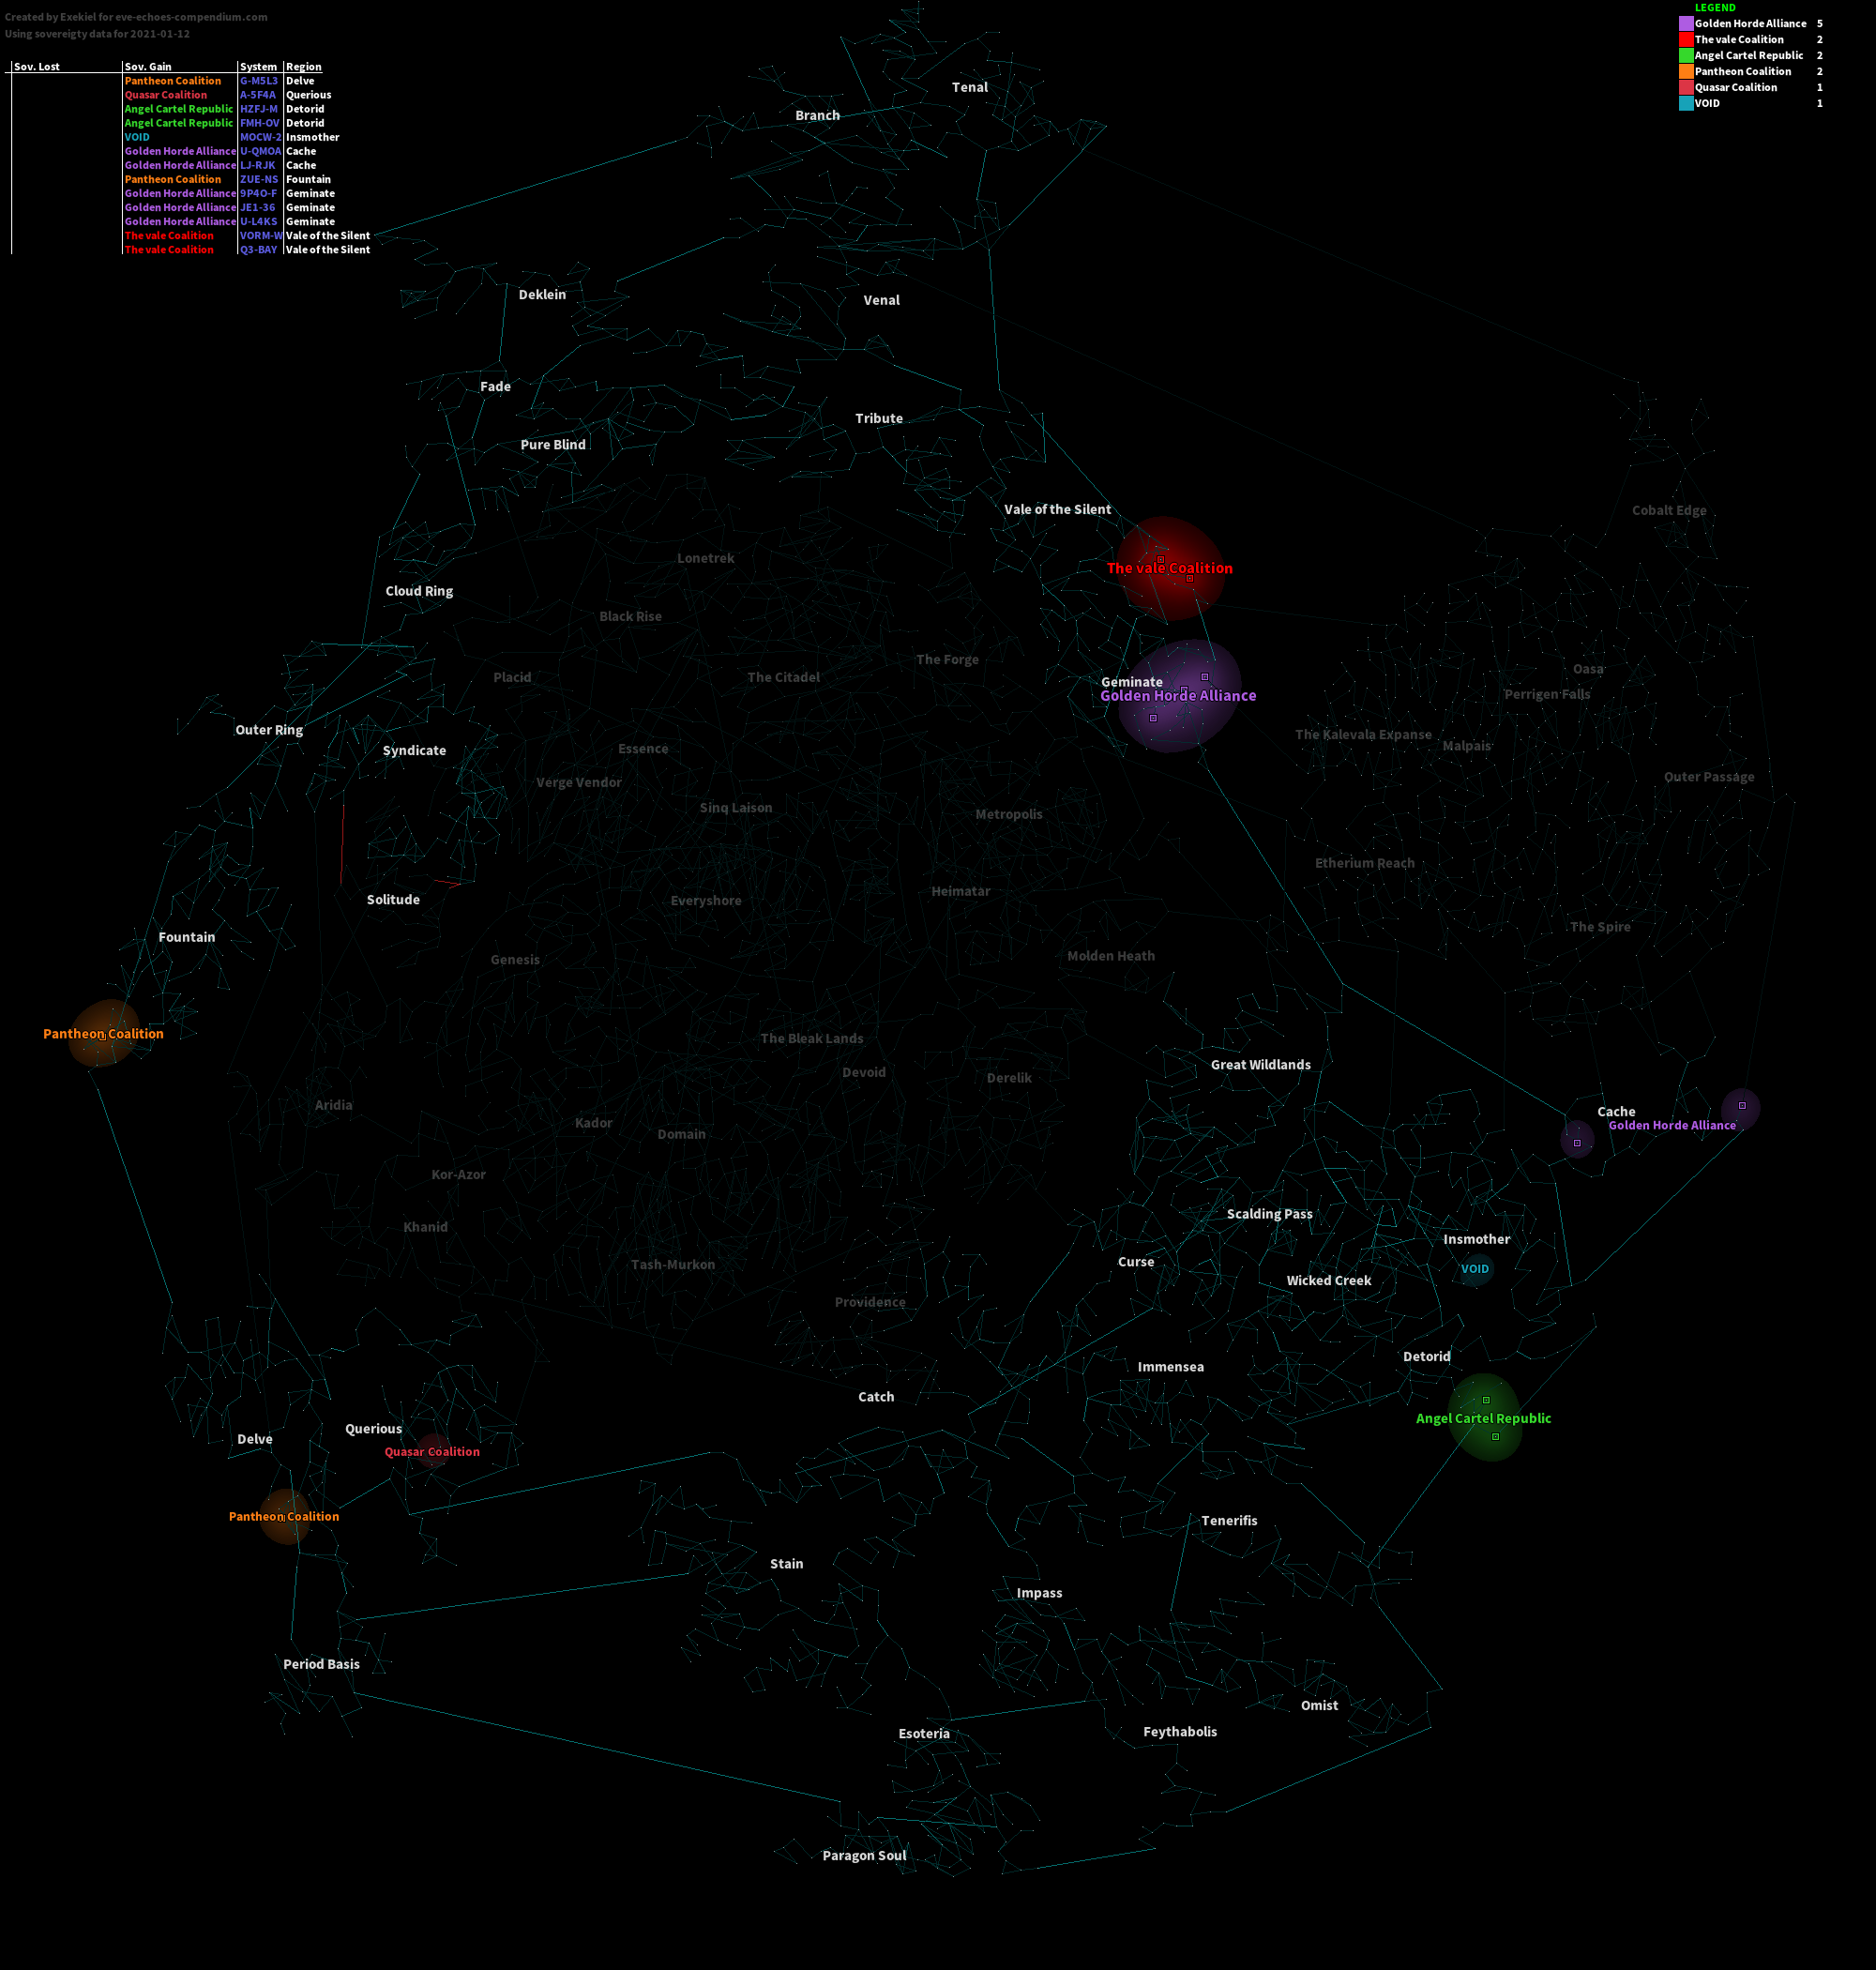 Created by Exekiel for eve-echoes-compendium.com
Using sovereigty data for 2021-01-12
LEGEND
Golden Horde Alliance 5
The vale Coalition 2
Angel Cartel Republic 2
Pantheon Coalition 2
Quasar Coalition 1
VOID 1
Sov. Lost Sov. Gain System Region
Pantheon Coalition G-M5L3 Delve
Quasar Coalition A-5F4A Querious
Angel Cartel Republic HZFJ-M Detorid
Angel Cartel Republic FMH-OV Detorid
VOID MOCW-2 Insmother
Golden Horde Alliance U-QMOA Cache
Golden Horde Alliance LJ-RJK Cache
Pantheon Coalition ZUE-NS Fountain
Golden Horde Alliance 9P4O-F Geminate
Golden Horde Alliance JE1-36 Geminate
Golden Horde Alliance U-L4KS Geminate
The vale Coalition VORM-W Vale of the Silent
The vale Coalition Q3-BAY Vale of the Silent
Tenal
Branch
Deklein
Venal
Fade
Tribute
Pure Blind
Vale of the Silent
Cobalt Edge
Lonetrek
The vale Coalition
Cloud Ring
Black Rise
The Forge
Oasa
Placid
The Citadel
Geminate
Golden Horde Alliance
Perrigen Falls
Outer Ring
The Kalevala Expanse
Malpais
Syndicate
Essence
Outer Passage
Verge Vendor
Sinq Laison
Metropolis
Etherium Reach
Heimatar
Solitude
Everyshore
The Spire
Fountain
Genesis
Molden Heath
Pantheon Coalition
The Bleak Lands
Great Wildlands
Devoid
Derelik
Aridia
Cache
Kador
Golden Horde Alliance
Domain
Kor-Azor
Scalding Pass
Khanid
Insmother
Curse
Tash-Murkon
VOID
Wicked Creek
Providence
Detorid
Immensea
Catch
Angel Cartel Republic
Querious
Delve
Quasar Coalition
Pantheon Coalition
Tenerifis
Stain
Impass
Period Basis
Omist
Esoteria
Feythabolis
Paragon Soul